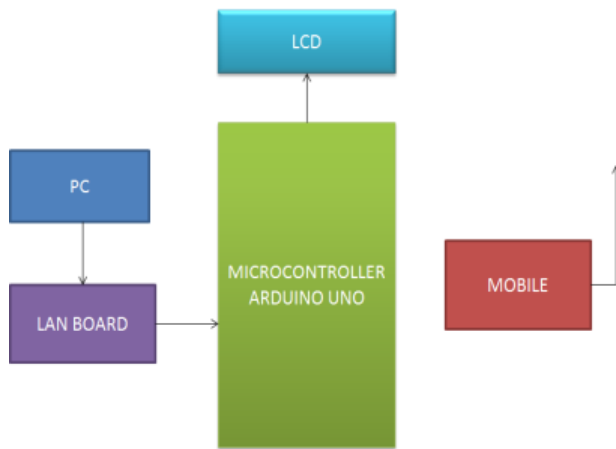 LCD
PC
MICROCONTROLLER
ARDUINO UNO
MOBILE
LAN BOARD